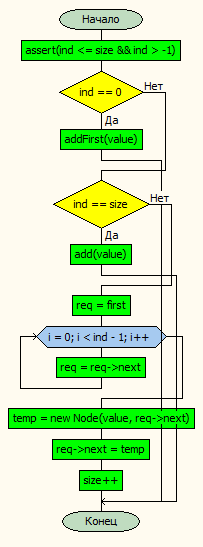 Начало
assert(ind <= size && ind > -1)
ind == 0
Нет
Да
addFirst(value)
ind == size
Нет
Да
add(value)
req = first
i = 0; i < ind - 1; i++
req = req->next
temp = new Node(value, req->next)
req->next = temp
size++
Конец